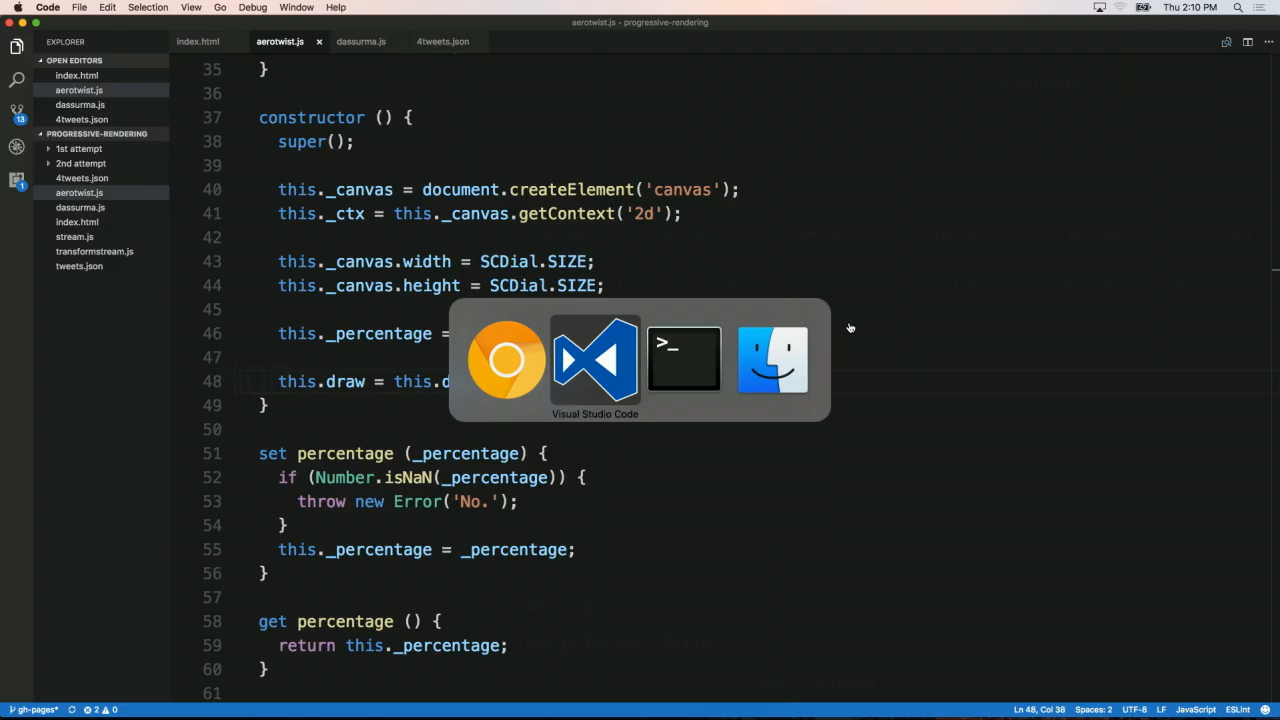 Code File Edit Selection View Go Debug Window Help Thu 2:10 PM
aerotwist.js - progressive-rendering
EXPLORER
OPEN EDITORS
index.html
aerotwist.js
dassurma.js
4tweets.json
PROGRESSIVE-RENDERING
1st attempt
2nd attempt
4tweets.json
aerotwist.js
dassurma.js
index.html
stream.js
transformstream.js
tweets.json
13
1
index.html aerotwist.js dassurma.js 4tweets.json
35 }
36
37 constructor () {
38 super();
39
40 this._canvas = document.createElement('canvas');
41 this._ctx = this._canvas.getContext('2d');
42
43 this._canvas.width = SCDial.SIZE;
44 this._canvas.height = SCDial.SIZE;
45
46 this._percentage =
47
48 this.draw = this.d
49 }
50
51 set percentage (_percentage) {
52 if (Number.isNaN(_percentage)) {
53 throw new Error('No.');
54 }
55 this._percentage = _percentage;
56 }
57
58 get percentage () {
59 return this._percentage;
60 }
61
>_
Visual Studio Code
gh-pages* 2 0 Ln 48, Col 38 Spaces: 2 UTF-8 LF JavaScript ESLint